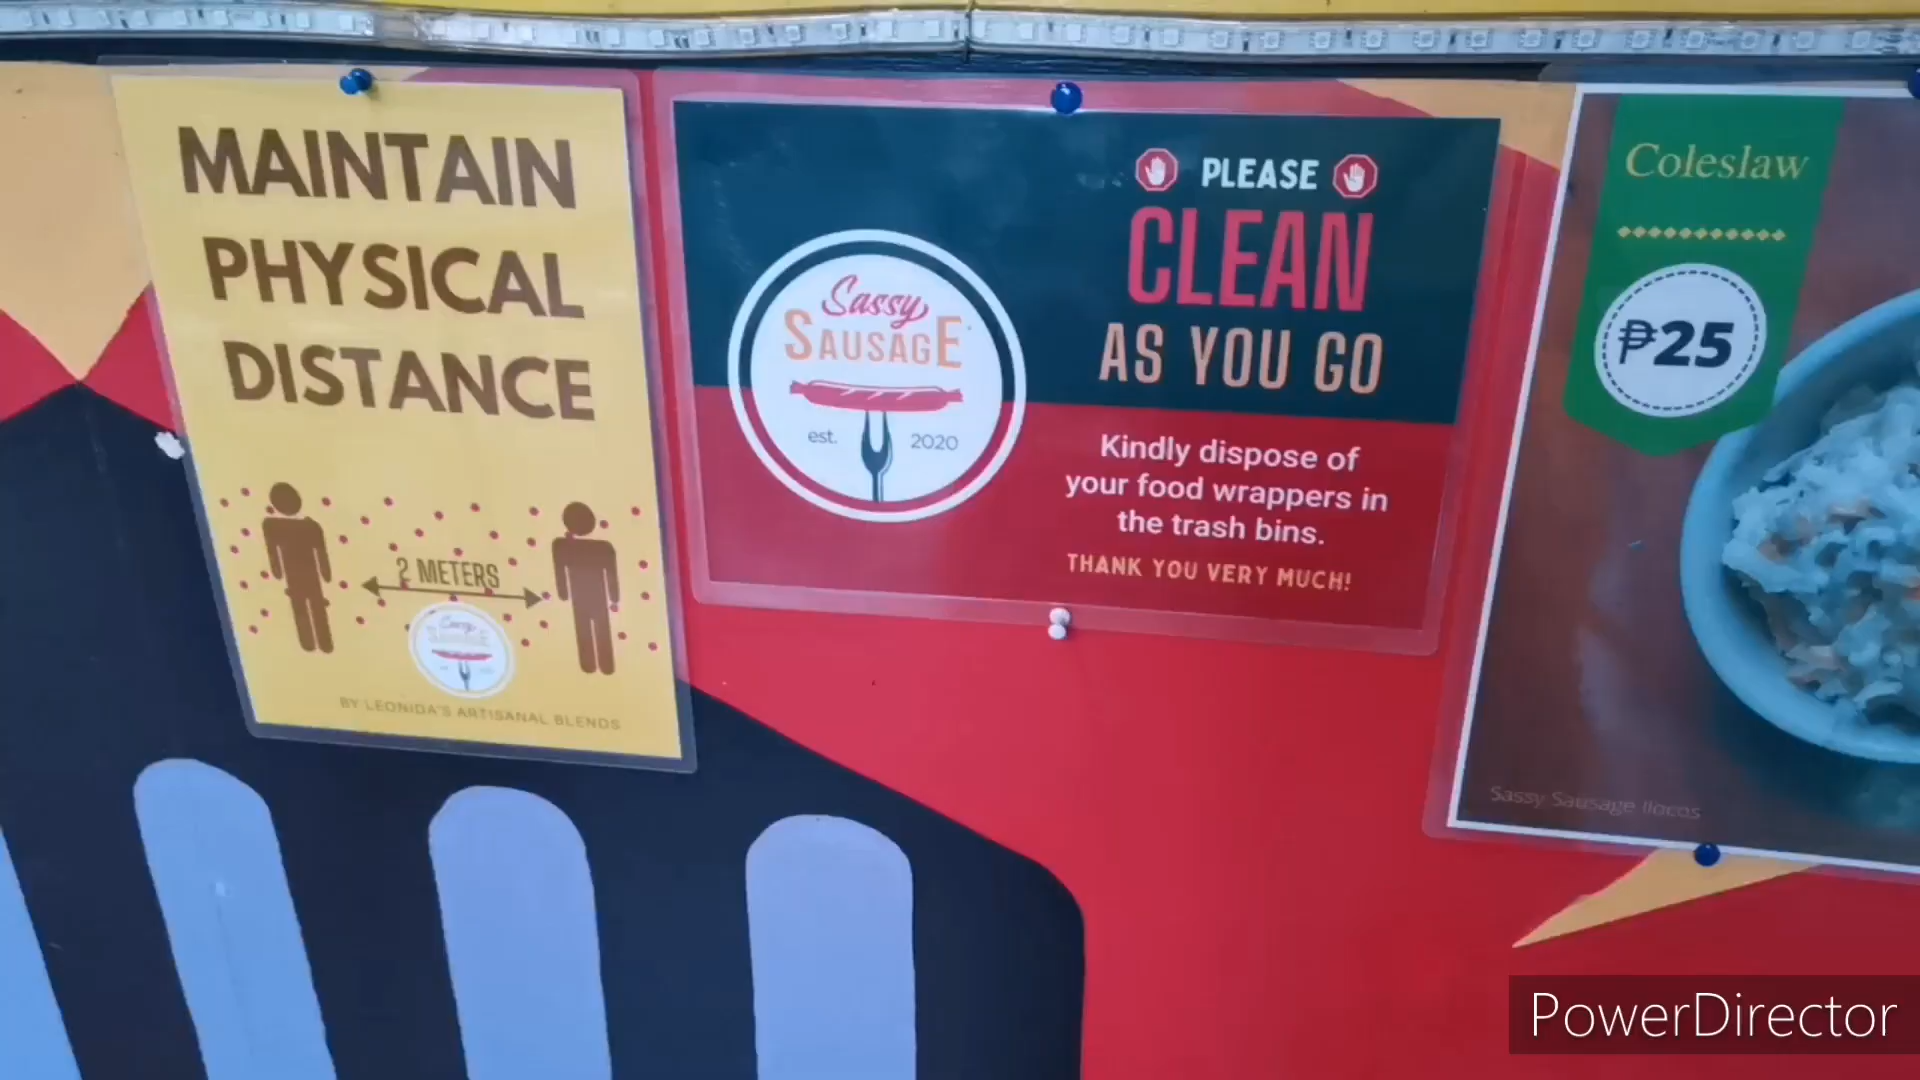 MAINTAIN
PHYSICAL
DISTANCE
2 METERS
Sassy
SAUSAGE
BY LEONIDA'S ARTISANAL BLENDS
Sassy
SAUSAGE
est. 2020
PLEASE
CLEAN
AS YOU GO
Kindly dispose of
your food wrappers in
the trash bins.
THANK YOU VERY MUCH!
Coleslaw
₱25
Sassy Sausage Ilocos
PowerDirector